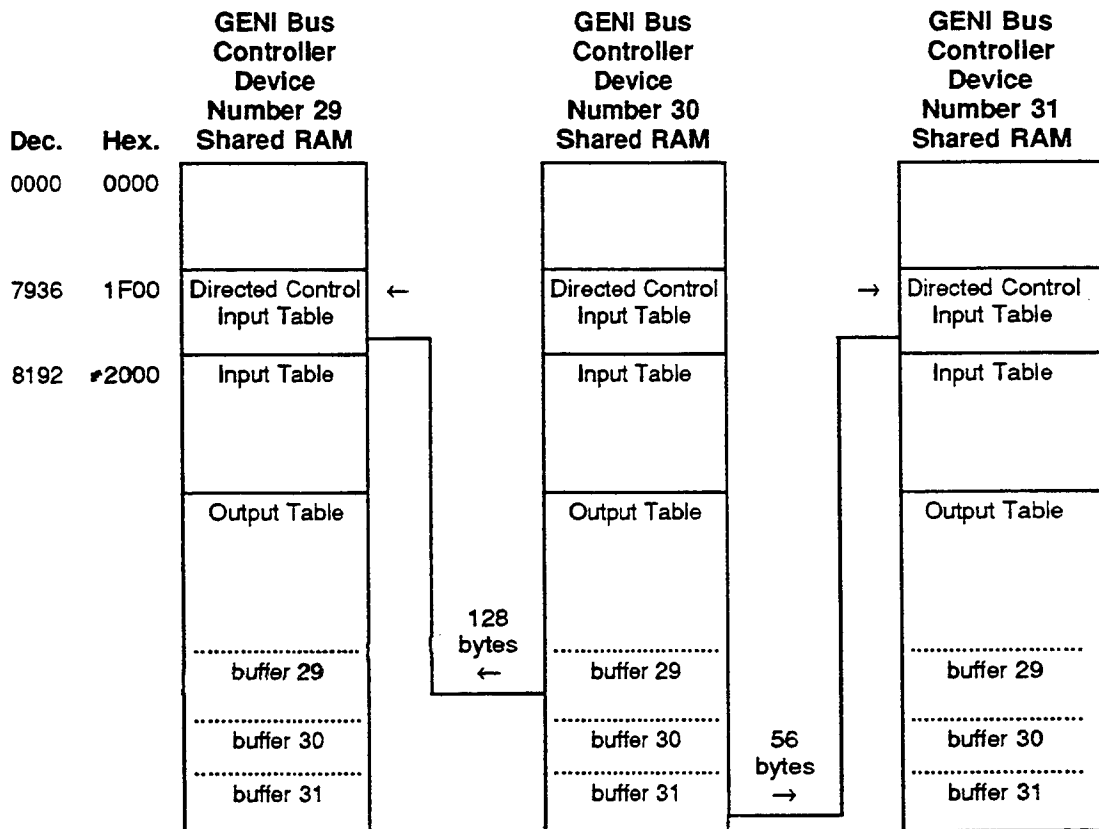 GENI Bus
Controller
Device
Number 29
Shared RAM
GENI Bus
Controller
Device
Number 30
Shared RAM
GENI Bus
Controller
Device
Number 31
Shared RAM
Dec. Hex.
0000 0000
7936 1F00 Directed Control ← Directed Control → Directed Control
Input Table Input Table Input Table
8192 *2000 Input Table Input Table Input Table
Output Table Output Table Output Table
128
bytes
←
buffer 29 buffer 29 buffer 29
buffer 30 buffer 30 buffer 30
56
bytes
→
buffer 31 buffer 31 buffer 31